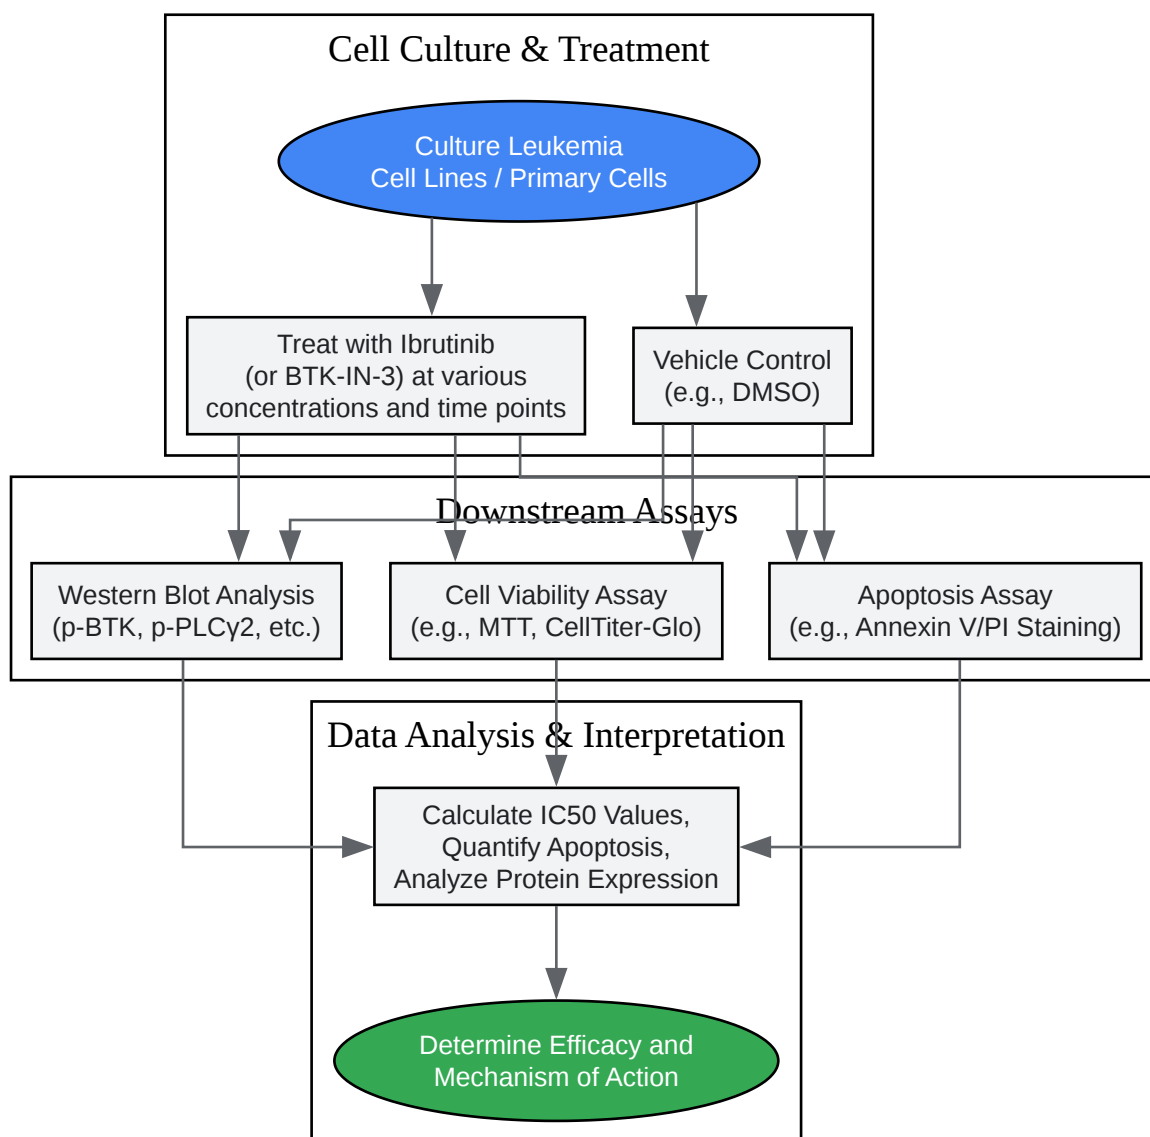 Cell Culture & Treatment
Culture Leukemia
Cell Lines / Primary Cells
Treat with Ibrutinib
(or BTK-IN-3) at various
concentrations and time points
Vehicle Control
(e.g., DMSO)
Downstream Assays
Western Blot Analysis
(p-BTK, p-PLCγ2, etc.)
Cell Viability Assay
(e.g., MTT, CellTiter-Glo)
Apoptosis Assay
(e.g., Annexin V/PI Staining)
Data Analysis & Interpretation
Calculate IC50 Values,
Quantify Apoptosis,
Analyze Protein Expression
Determine Efficacy and
Mechanism of Action